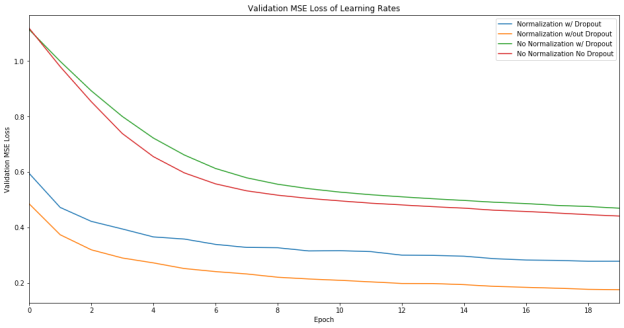 Validation MSE Loss of Learning Rates
Normalization w/ Dropout
Normalization w/out Dropout
No Normalization w/ Dropout
No Normalization No Dropout
1.0
0.8
0.6
0.4
0.2
Validation MSE Loss
0 2 4 6 8 10 12 14 16 18
Epoch